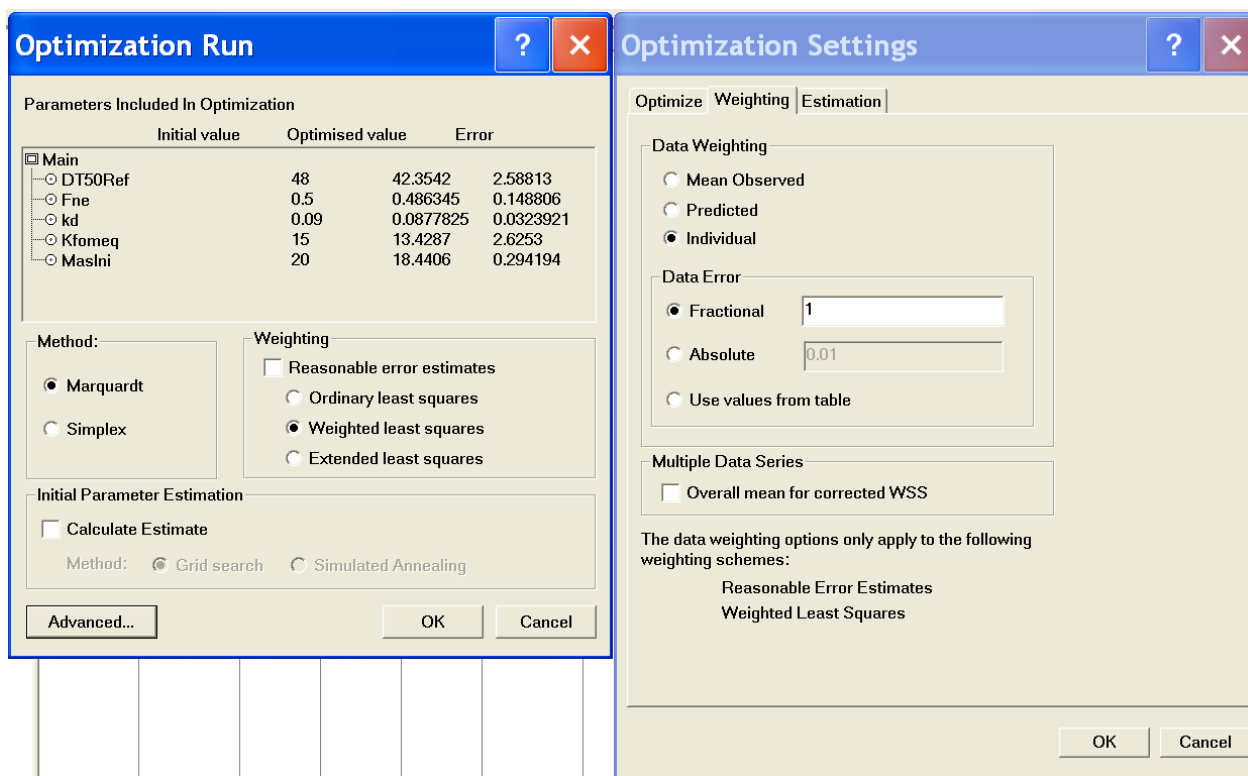 Optimization Run
Parameters Included In Optimization
Initial value Optimised value Error
Main
DT50Ref 48 42.3542 2.58813
Fne 0.5 0.486345 0.148806
kd 0.09 0.0877825 0.0323921
Kfomeq 15 13.4287 2.6253
MasIni 20 18.4406 0.294194
Method:
Marquardt
Simplex
Weighting
Reasonable error estimates
Ordinary least squares
Weighted least squares
Extended least squares
Initial Parameter Estimation
Calculate Estimate
Method: Grid search Simulated Annealing
Advanced... OK Cancel
Optimization Settings
Optimize Weighting Estimation
Data Weighting
Mean Observed
Predicted
Individual
Data Error
Fractional 1
Absolute 0.01
Use values from table
Multiple Data Series
Overall mean for corrected WSS
The data weighting options only apply to the following
weighting schemes:
Reasonable Error Estimates
Weighted Least Squares
OK Cancel